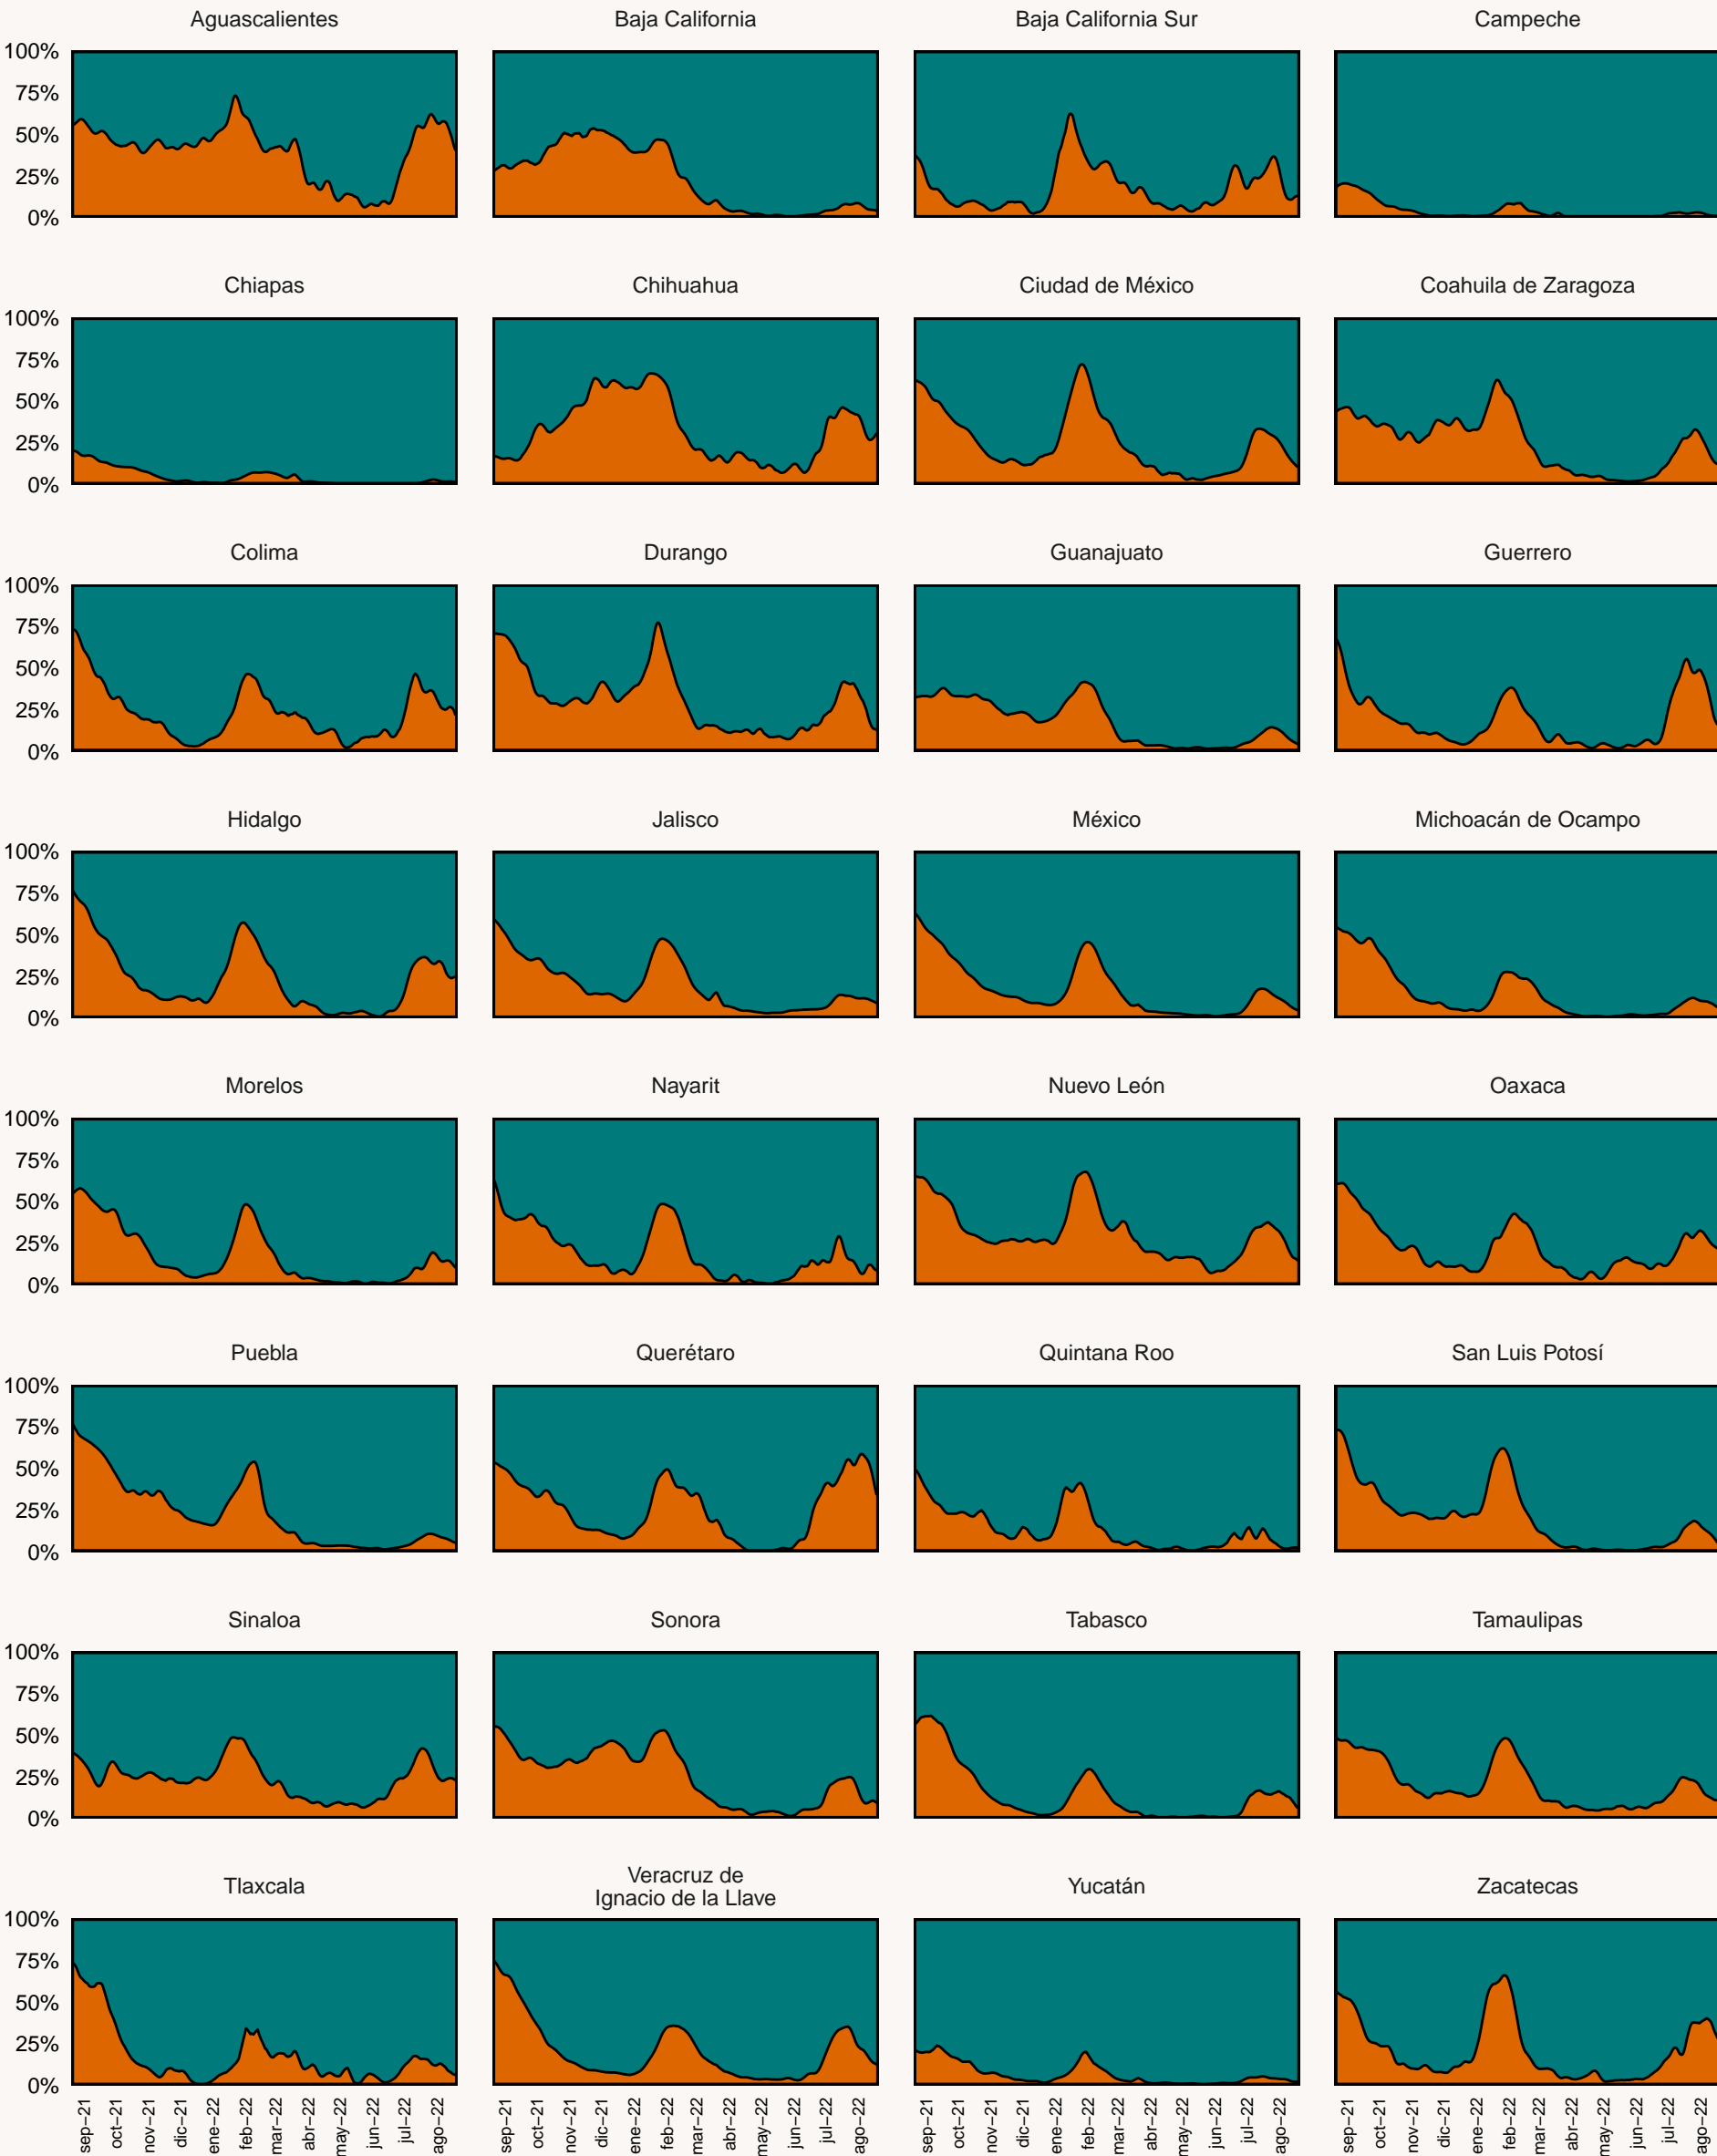 Aguascalientes
Baja California
Baja California Sur
Campeche
100%
75%
50%
25%
0%
Chiapas
Chihuahua
Ciudad de México
Coahuila de Zaragoza
100%
75%
50%
25%
0%
Colima
Durango
Guanajuato
Guerrero
100%
75%
50%
25%
0%
Hidalgo
Jalisco
México
Michoacán de Ocampo
100%
75%
50%
25%
0%
Morelos
Nayarit
Nuevo León
Oaxaca
100%
75%
50%
25%
0%
Puebla
Querétaro
Quintana Roo
San Luis Potosí
100%
75%
50%
25%
0%
Sinaloa
Sonora
Tabasco
Tamaulipas
100%
75%
50%
25%
0%
Tlaxcala
Veracruz de
Ignacio de la Llave
Yucatán
Zacatecas
100%
75%
50%
25%
0%
sep–21
oct–21
nov–21
dic–21
ene–22
feb–22
mar–22
abr–22
may–22
jun–22
jul–22
ago–22
sep–21
oct–21
nov–21
dic–21
ene–22
feb–22
mar–22
abr–22
may–22
jun–22
jul–22
ago–22
sep–21
oct–21
nov–21
dic–21
ene–22
feb–22
mar–22
abr–22
may–22
jun–22
jul–22
ago–22
sep–21
oct–21
nov–21
dic–21
ene–22
feb–22
mar–22
abr–22
may–22
jun–22
jul–22
ago–22